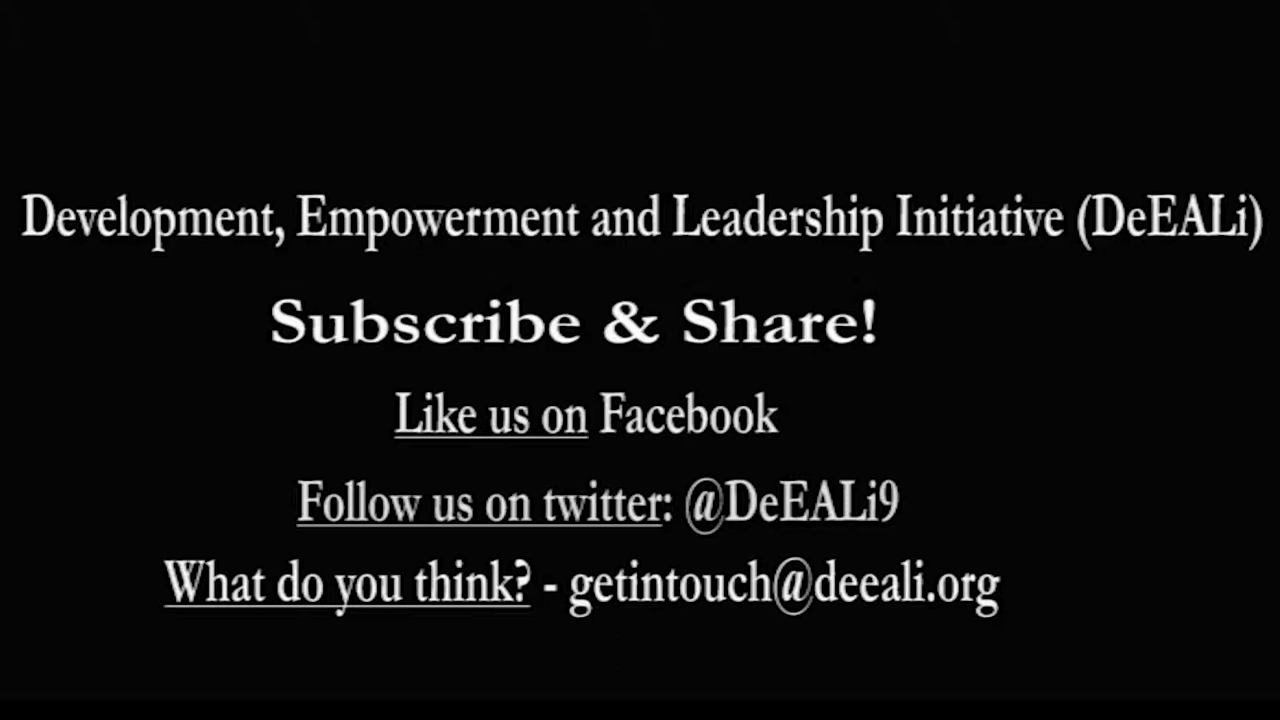 Development, Empowerment and Leadership Initiative (DeEALi)
Subscribe & Share!
Like us on Facebook
Follow us on twitter: @DeEALi9
What do you think? - getintouch@deeali.org